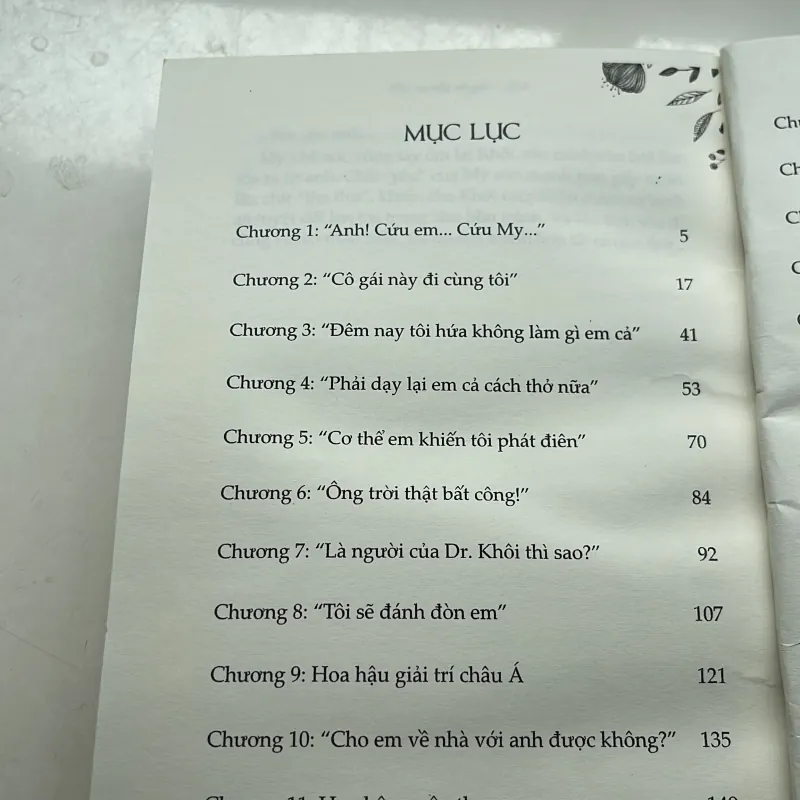 MỤC LỤC
Chương 1: “Anh! Cứu em... Cứu My...” 5
Chương 2: “Cô gái này đi cùng tôi” 17
Chương 3: “Đêm nay tôi hứa không làm gì em cả” 41
Chương 4: “Phải dạy lại em cả cách thở nữa” 53
Chương 5: “Cơ thể em khiến tôi phát điên” 70
Chương 6: “Ông trời thật bất công!” 84
Chương 7: “Là người của Dr. Khôi thì sao?” 92
Chương 8: “Tôi sẽ đánh đòn em” 107
Chương 9: Hoa hậu giải trí châu Á 121
Chương 10: “Cho em về nhà với anh được không?” 135